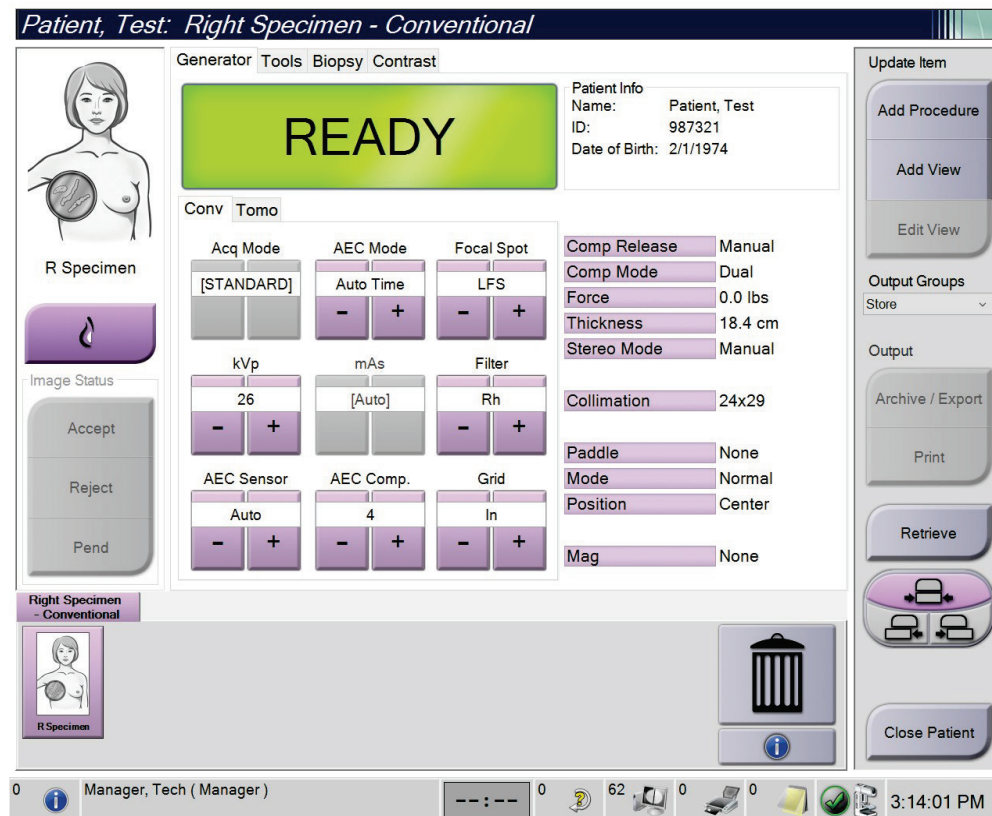 Patient, Test: Right Specimen - Conventional
Generator Tools Biopsy Contrast
READY
Patient Info
Name: Patient, Test
ID: 987321
Date of Birth: 2/1/1974
R Specimen
Conv Tomo
Acq Mode AEC Mode Focal Spot
[STANDARD] Auto Time LFS
- + - +
kVp mAs Filter
26 [Auto] Rh
- + - +
AEC Sensor AEC Comp. Grid
Auto 4 In
- + - + - +
Comp Release Manual
Comp Mode Dual
Force 0.0 lbs
Thickness 18.4 cm
Stereo Mode Manual
Collimation 24x29
Paddle None
Mode Normal
Position Center
Mag None
Image Status
Accept
Reject
Pend
Update Item
Add Procedure
Add View
Edit View
Output Groups
Store
Output
Archive / Export
Print
Retrieve
Close Patient
Right Specimen
- Conventional
R Specimen
0 Manager, Tech ( Manager ) --:-- 0 62 0 0 3:14:01 PM